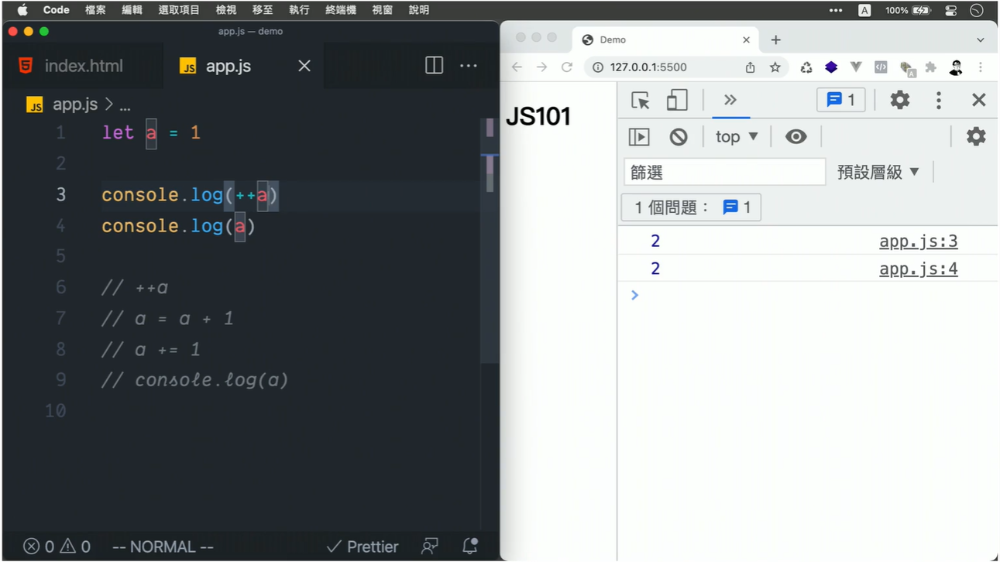 Code 檔案 編輯 選取項目 檢視 移至 執行 終端機 視窗 說明 ••• A 100%
app.js — demo
index.html
JS app.js
JS app.js > ...
1 let a = 1
2
3 console.log(++a)
4 console.log(a)
5
6 // ++a
7 // a = a + 1
8 // a += 1
9 // console.log(a)
10
0 0 -- NORMAL -- Prettier
Demo
127.0.0.1:5500
A
JS101
1
top
篩選 預設層級
1 個問題： 1
2 app.js:3
2 app.js:4